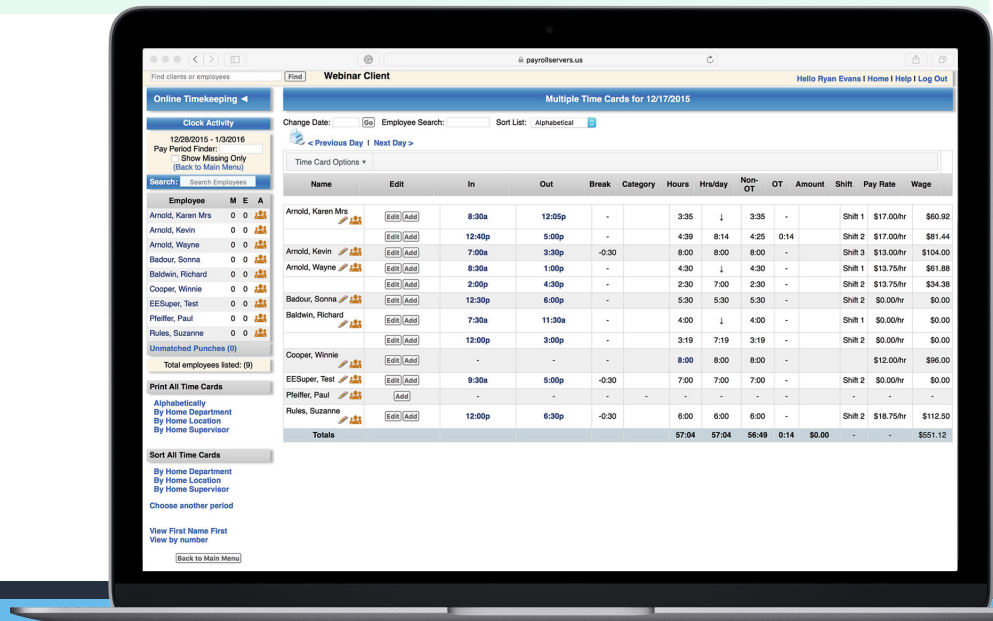 payrollservers.us
Find clients or employees Find Webinar Client Hello Ryan Evans I Home I Help I Log Out
Online Timekeeping ◄
Clock Activity
12/28/2015 - 1/3/2016
Pay Period Finder:
Show Missing Only
(Back to Main Menu)
Search: Search Employees
Employee M E A
Arnold, Karen Mrs 0 0
Arnold, Kevin 0 0
Arnold, Wayne 0 0
Badour, Sonna 0 0
Baldwin, Richard 0 0
Cooper, Winnie 0 0
EESuper, Test 0 0
Pfeiffer, Paul 0 0
Rules, Suzanne 0 0
Unmatched Punches (0)
Total employees listed: (9)
Print All Time Cards
Alphabetically
By Home Department
By Home Location
By Home Supervisor
Sort All Time Cards
By Home Department
By Home Location
By Home Supervisor
Choose another period
View First Name First
View by number
Back to Main Menu
Multiple Time Cards for 12/17/2015
Change Date: Go Employee Search: Sort List: Alphabetical
< Previous Day I Next Day >
Time Card Options ▾
Name Edit In Out Break Category Hours Hrs/day Non-OT OT Amount Shift Pay Rate Wage
Arnold, Karen Mrs Edit Add 8:30a 12:05p 3:35 ↓ 3:35 - Shift 1 $17.00/hr $60.92
Edit Add 12:40p 5:00p 4:39 8:14 4:25 0:14 Shift 2 $17.00/hr $81.44
Arnold, Kevin Edit Add 7:00a 3:30p -0:30 8:00 8:00 8:00 - Shift 3 $13.00/hr $104.00
Arnold, Wayne Edit Add 8:30a 1:00p 4:30 ↓ 4:30 - Shift 1 $13.75/hr $61.88
Edit Add 2:00p 4:30p 2:30 7:00 2:30 - Shift 2 $13.75/hr $34.38
Badour, Sonna Edit Add 12:30p 6:00p 5:30 5:30 5:30 - Shift 2 $0.00/hr $0.00
Baldwin, Richard Edit Add 7:30a 11:30a 4:00 ↓ 4:00 - Shift 1 $0.00/hr $0.00
Edit Add 12:00p 3:00p 3:19 7:19 3:19 - Shift 2 $0.00/hr $0.00
Cooper, Winnie Edit Add - - 8:00 8:00 8:00 - $12.00/hr $96.00
EESuper, Test Edit Add 9:30a 5:00p -0:30 7:00 7:00 7:00 - Shift 2 $0.00/hr $0.00
Pfeiffer, Paul Add - - - - - - - - - - - -
Rules, Suzanne Edit Add 12:00p 6:30p -0:30 6:00 6:00 6:00 - Shift 2 $18.75/hr $112.50
Totals 57:04 57:04 56:49 0:14 $0.00 - - $551.12